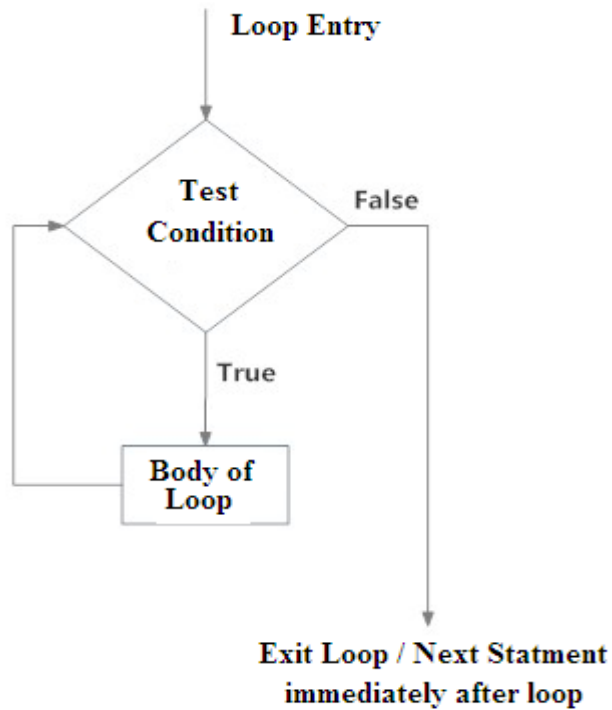 Loop Entry
Test
Condition
False
True
Body of
Loop
Exit Loop / Next Statment
immediately after loop